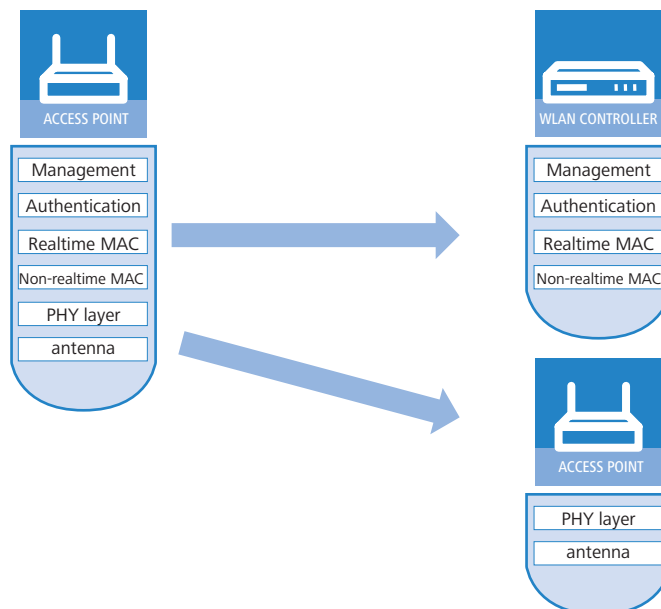 ACCESS POINT
Management
Authentication
Realtime MAC
Non-realtime MAC
PHY layer
antenna
WLAN CONTROLLER
Management
Authentication
Realtime MAC
Non-realtime MAC
ACCESS POINT
PHY layer
antenna